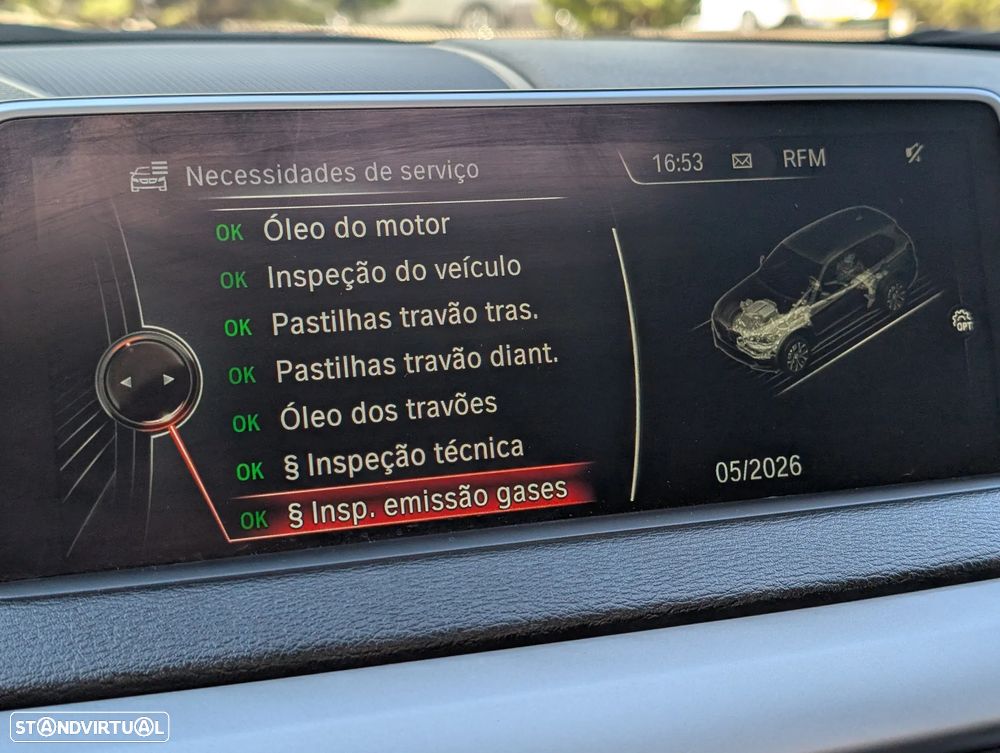 Necessidades de serviço
16:53 RFM
OK Óleo do motor
OK Inspeção do veículo
OK Pastilhas travão tras.
OK Pastilhas travão diant.
OK Óleo dos travões
OK § Inspeção técnica
OK § Insp. emissão gases
OPT
05/2026
STANDVIRTUAL